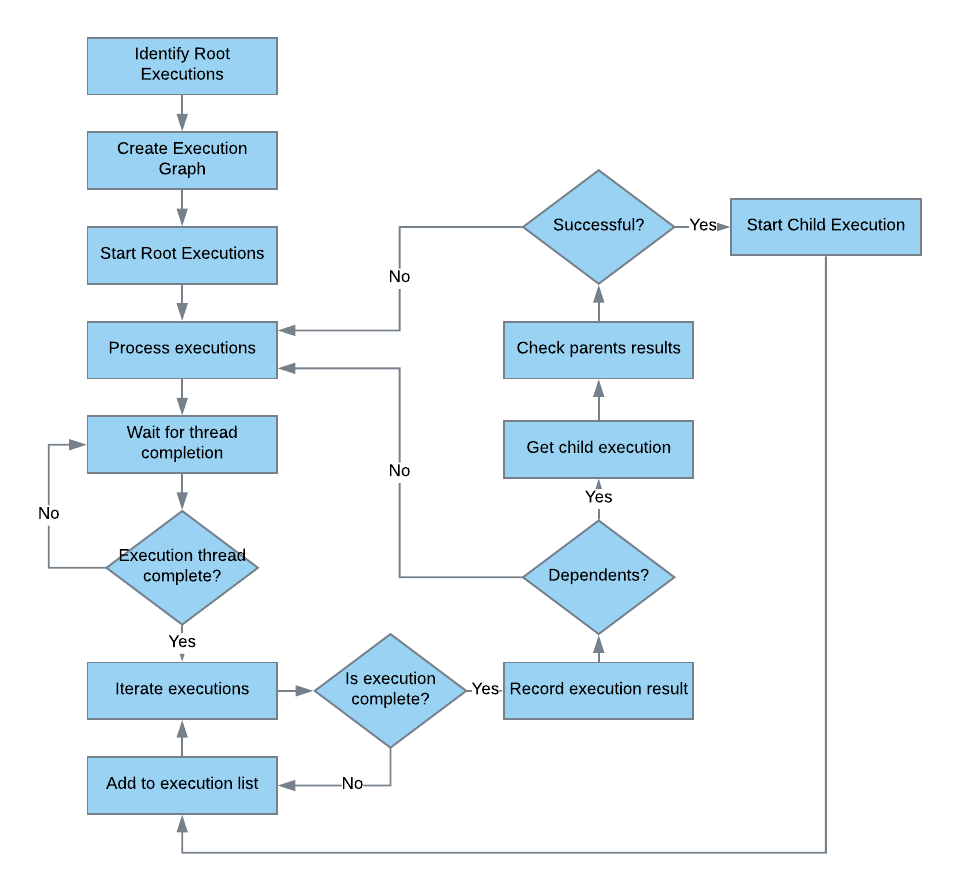 Identify Root
Executions
Create Execution
Graph
Start Root Executions
Process executions
Wait for thread
completion
No
Execution thread
complete?
Yes
Iterate executions
Add to execution list
Is execution
complete?
No
Yes
Record execution result
Dependents?
No
Yes
Get child execution
Check parents results
Successful?
No
Yes
Start Child Execution